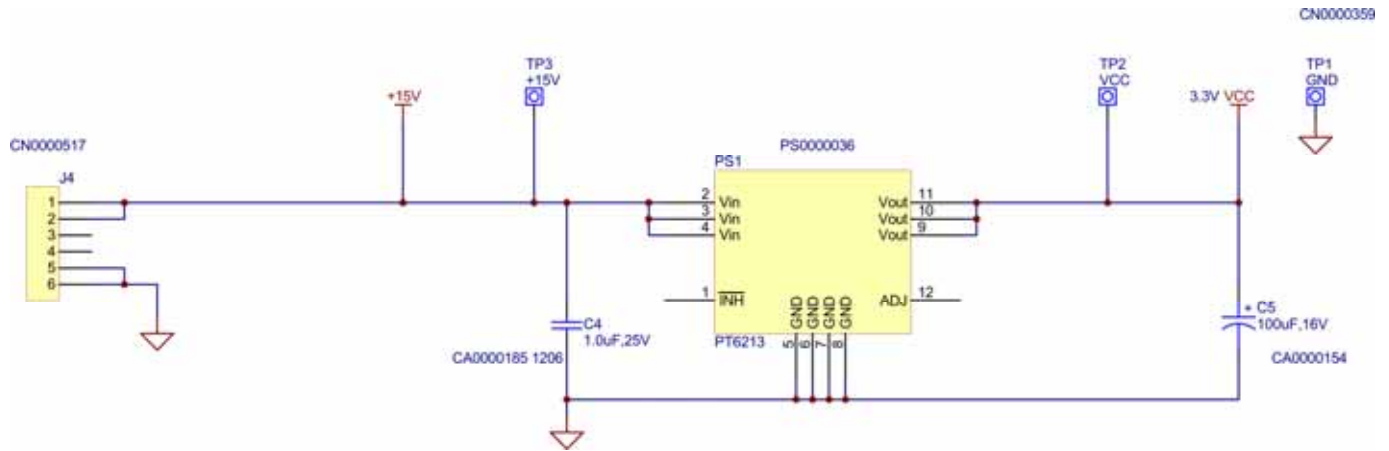 CN0000359
TP3
+15V
TP2
VCC
TP1
GND
+15V
3.3V VCC
CN0000517
PS0000036
J4
PS1
1
2
3
4
5
6
2 Vin
3 Vin
4 Vin
Vout 11
Vout 10
Vout 9
1 INH
ADJ 12
GND
GND
GND
GND
5
6
7
8
PT6213
C4
1.0uF,25V
CA0000185 1206
+ C5
100uF,16V
CA0000154